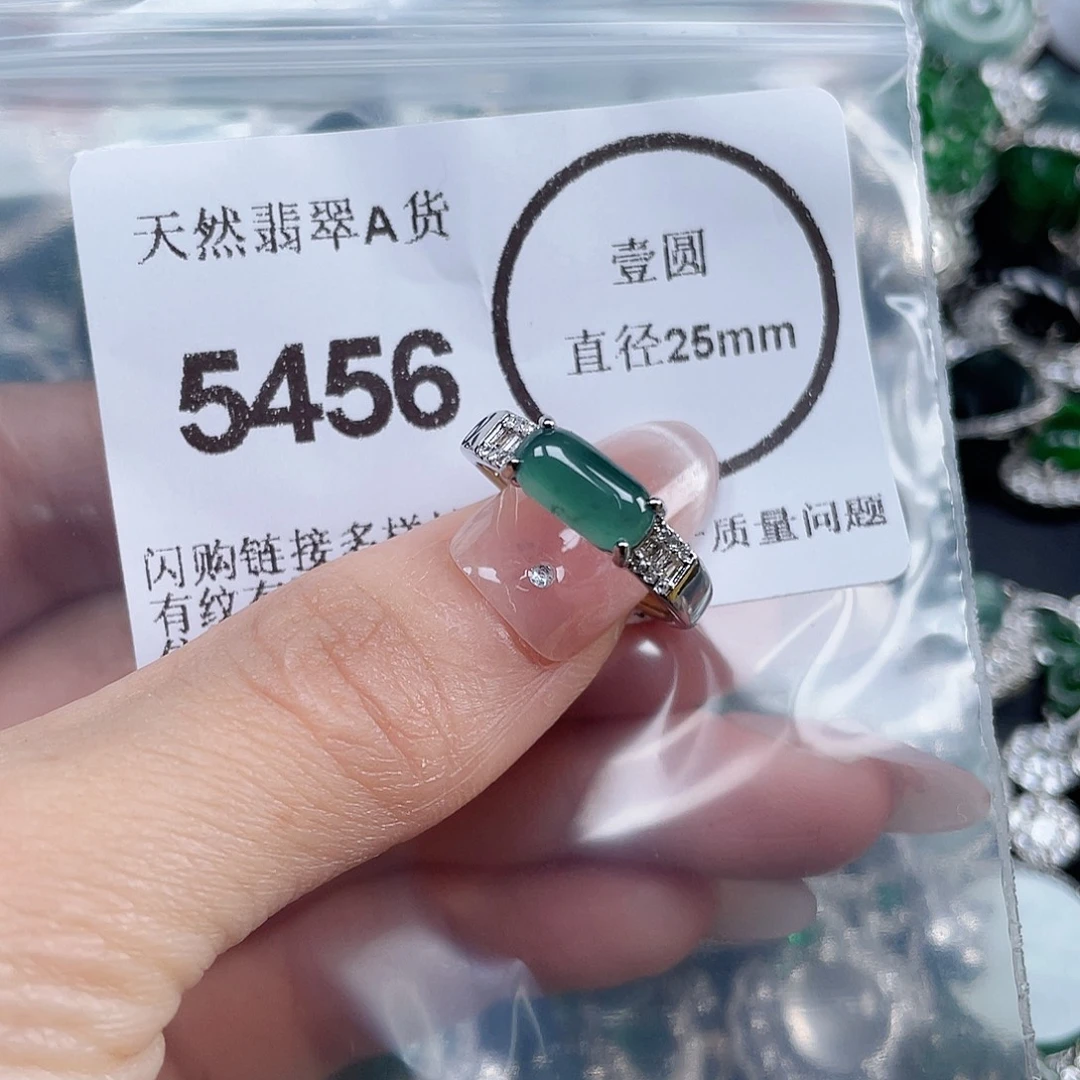 天然翡翠A货
5456
壹圆
直径25mm
闪购链接多样
质量问题
有纹